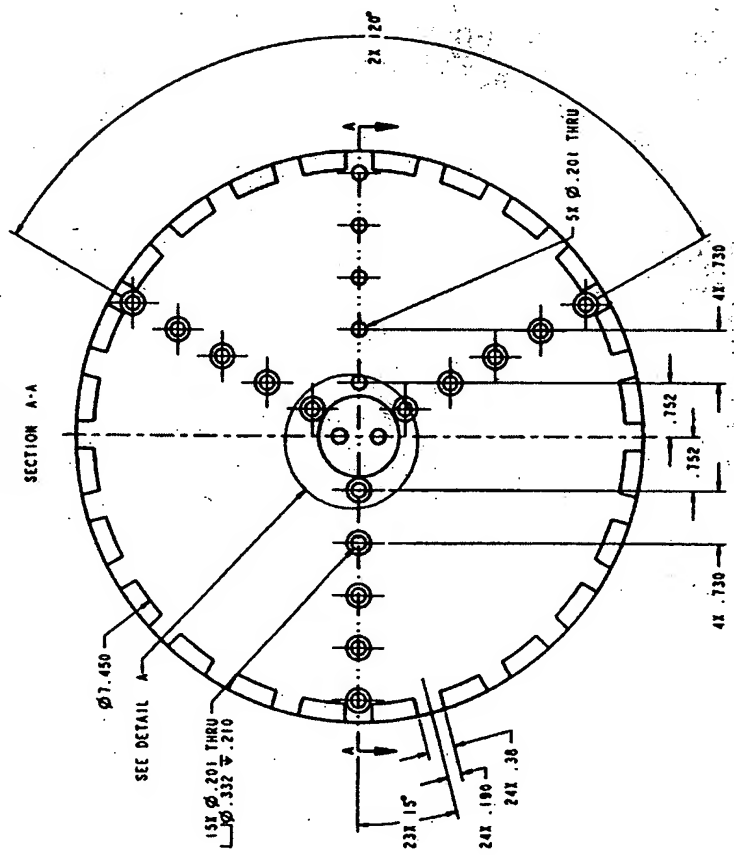 SECTION A-A
Ø7.450
SEE DETAIL A
15X Ø.201 THRU
⌴Ø.332 ↧.210
A
A
2X 120°
5X Ø.201 THRU
4X .730
.752
.752
4X .730
23X 15°
24X .190
24X .38